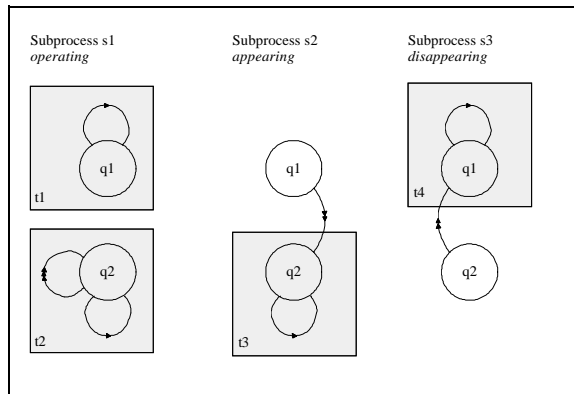 Subprocess s1
operating
Subprocess s2
appearing
Subprocess s3
disappearing
q1
t1
q2
t2
q1
q2
t3
q1
t4
q2